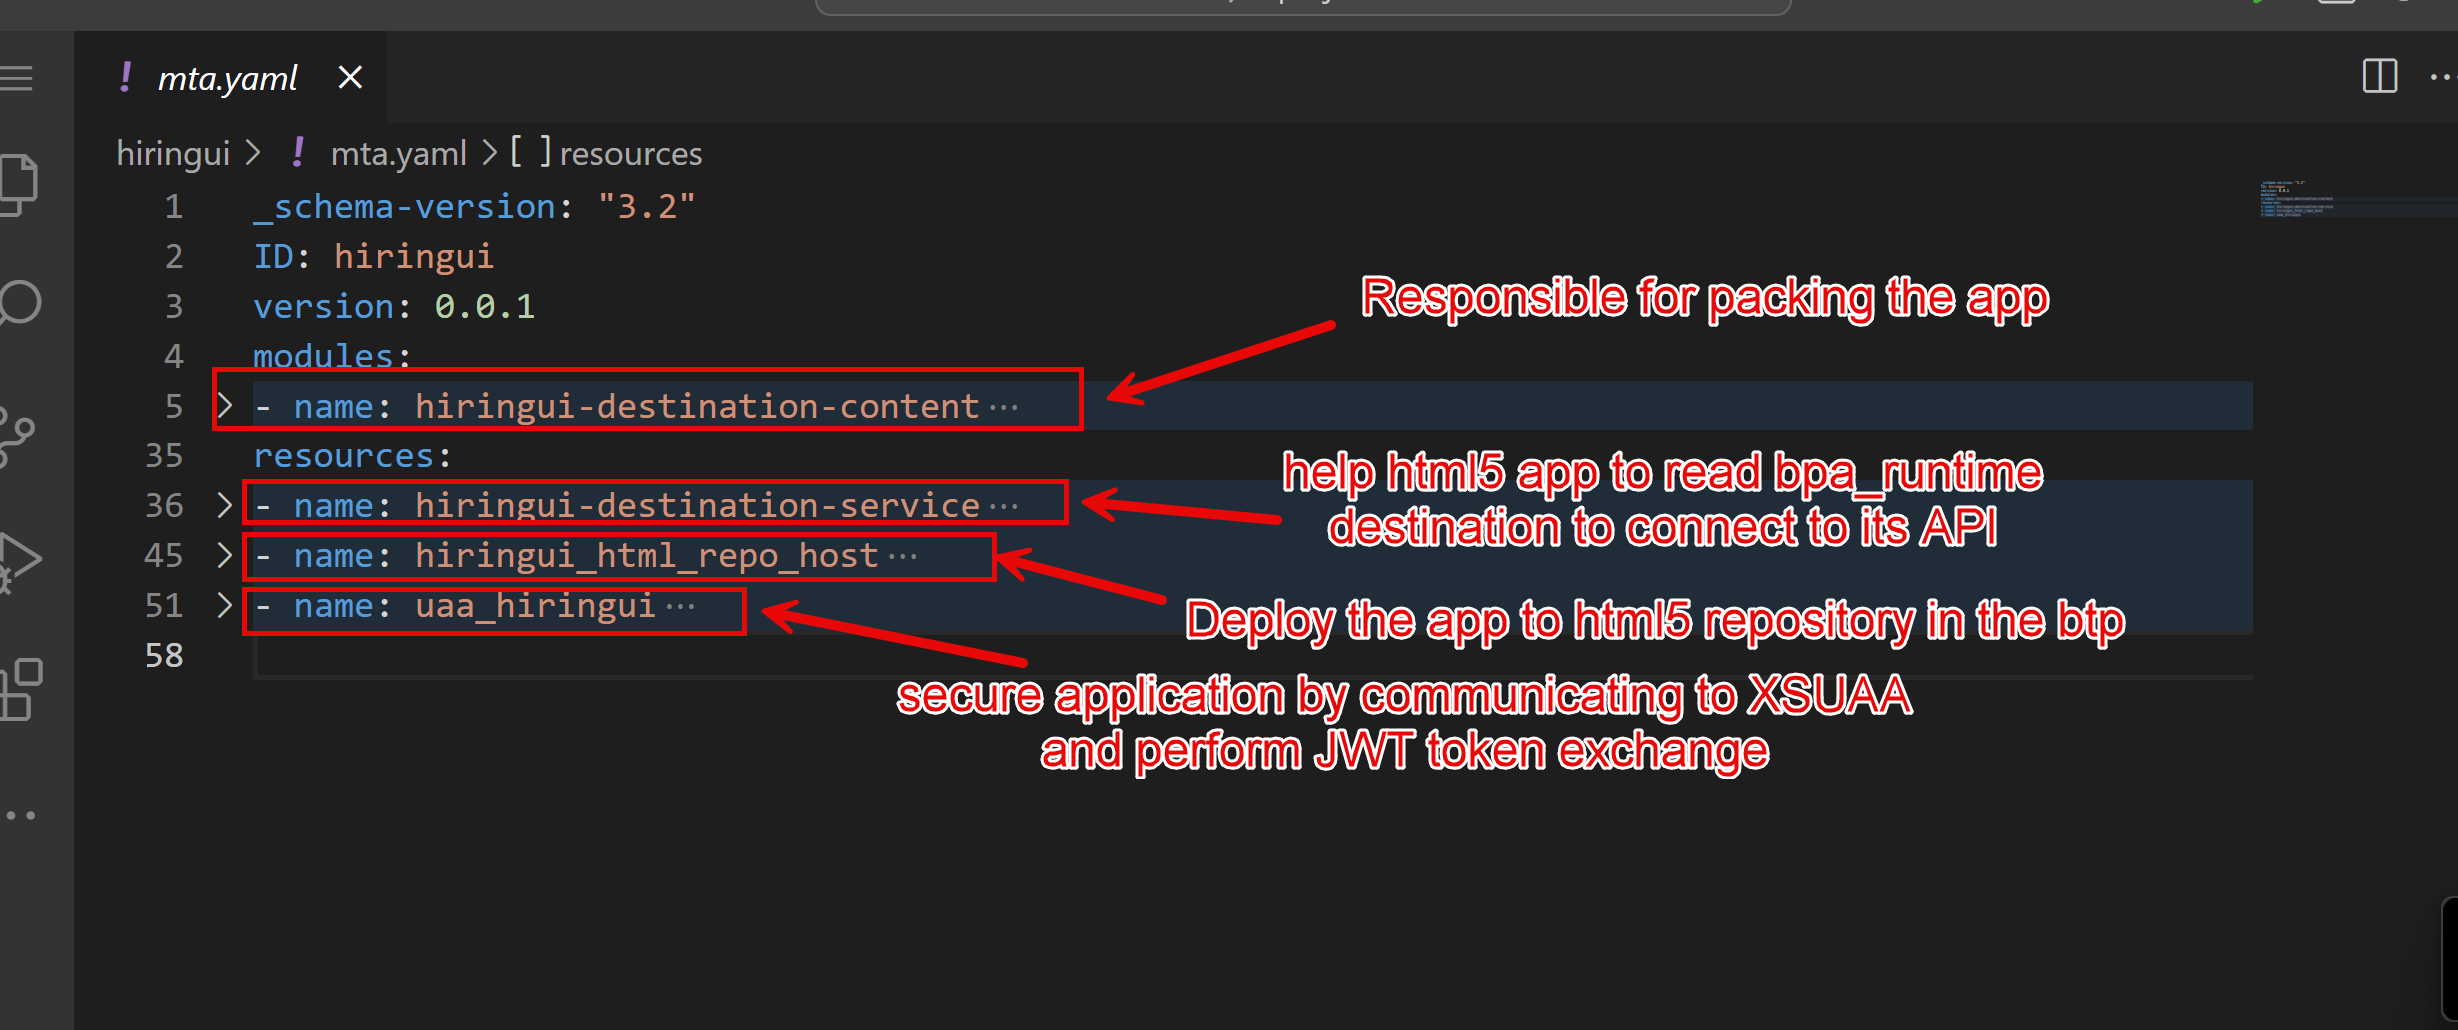 mta.yaml
hiringui > ! mta.yaml > [ ] resources
1 _schema-version: "3.2"
2 ID: hiringui
3 version: 0.0.1
Responsible for packing the app
4 modules:
5 > - name: hiringui-destination-content ···
35 resources:
help html5 app to read bpa_runtime
destination to connect to its API
36 > - name: hiringui-destination-service ···
45 > - name: hiringui_html_repo_host ···
Deploy the app to html5 repository in the btp
51 > - name: uaa_hiringui ···
58
secure application by communicating to XSUAA
and perform JWT token exchange